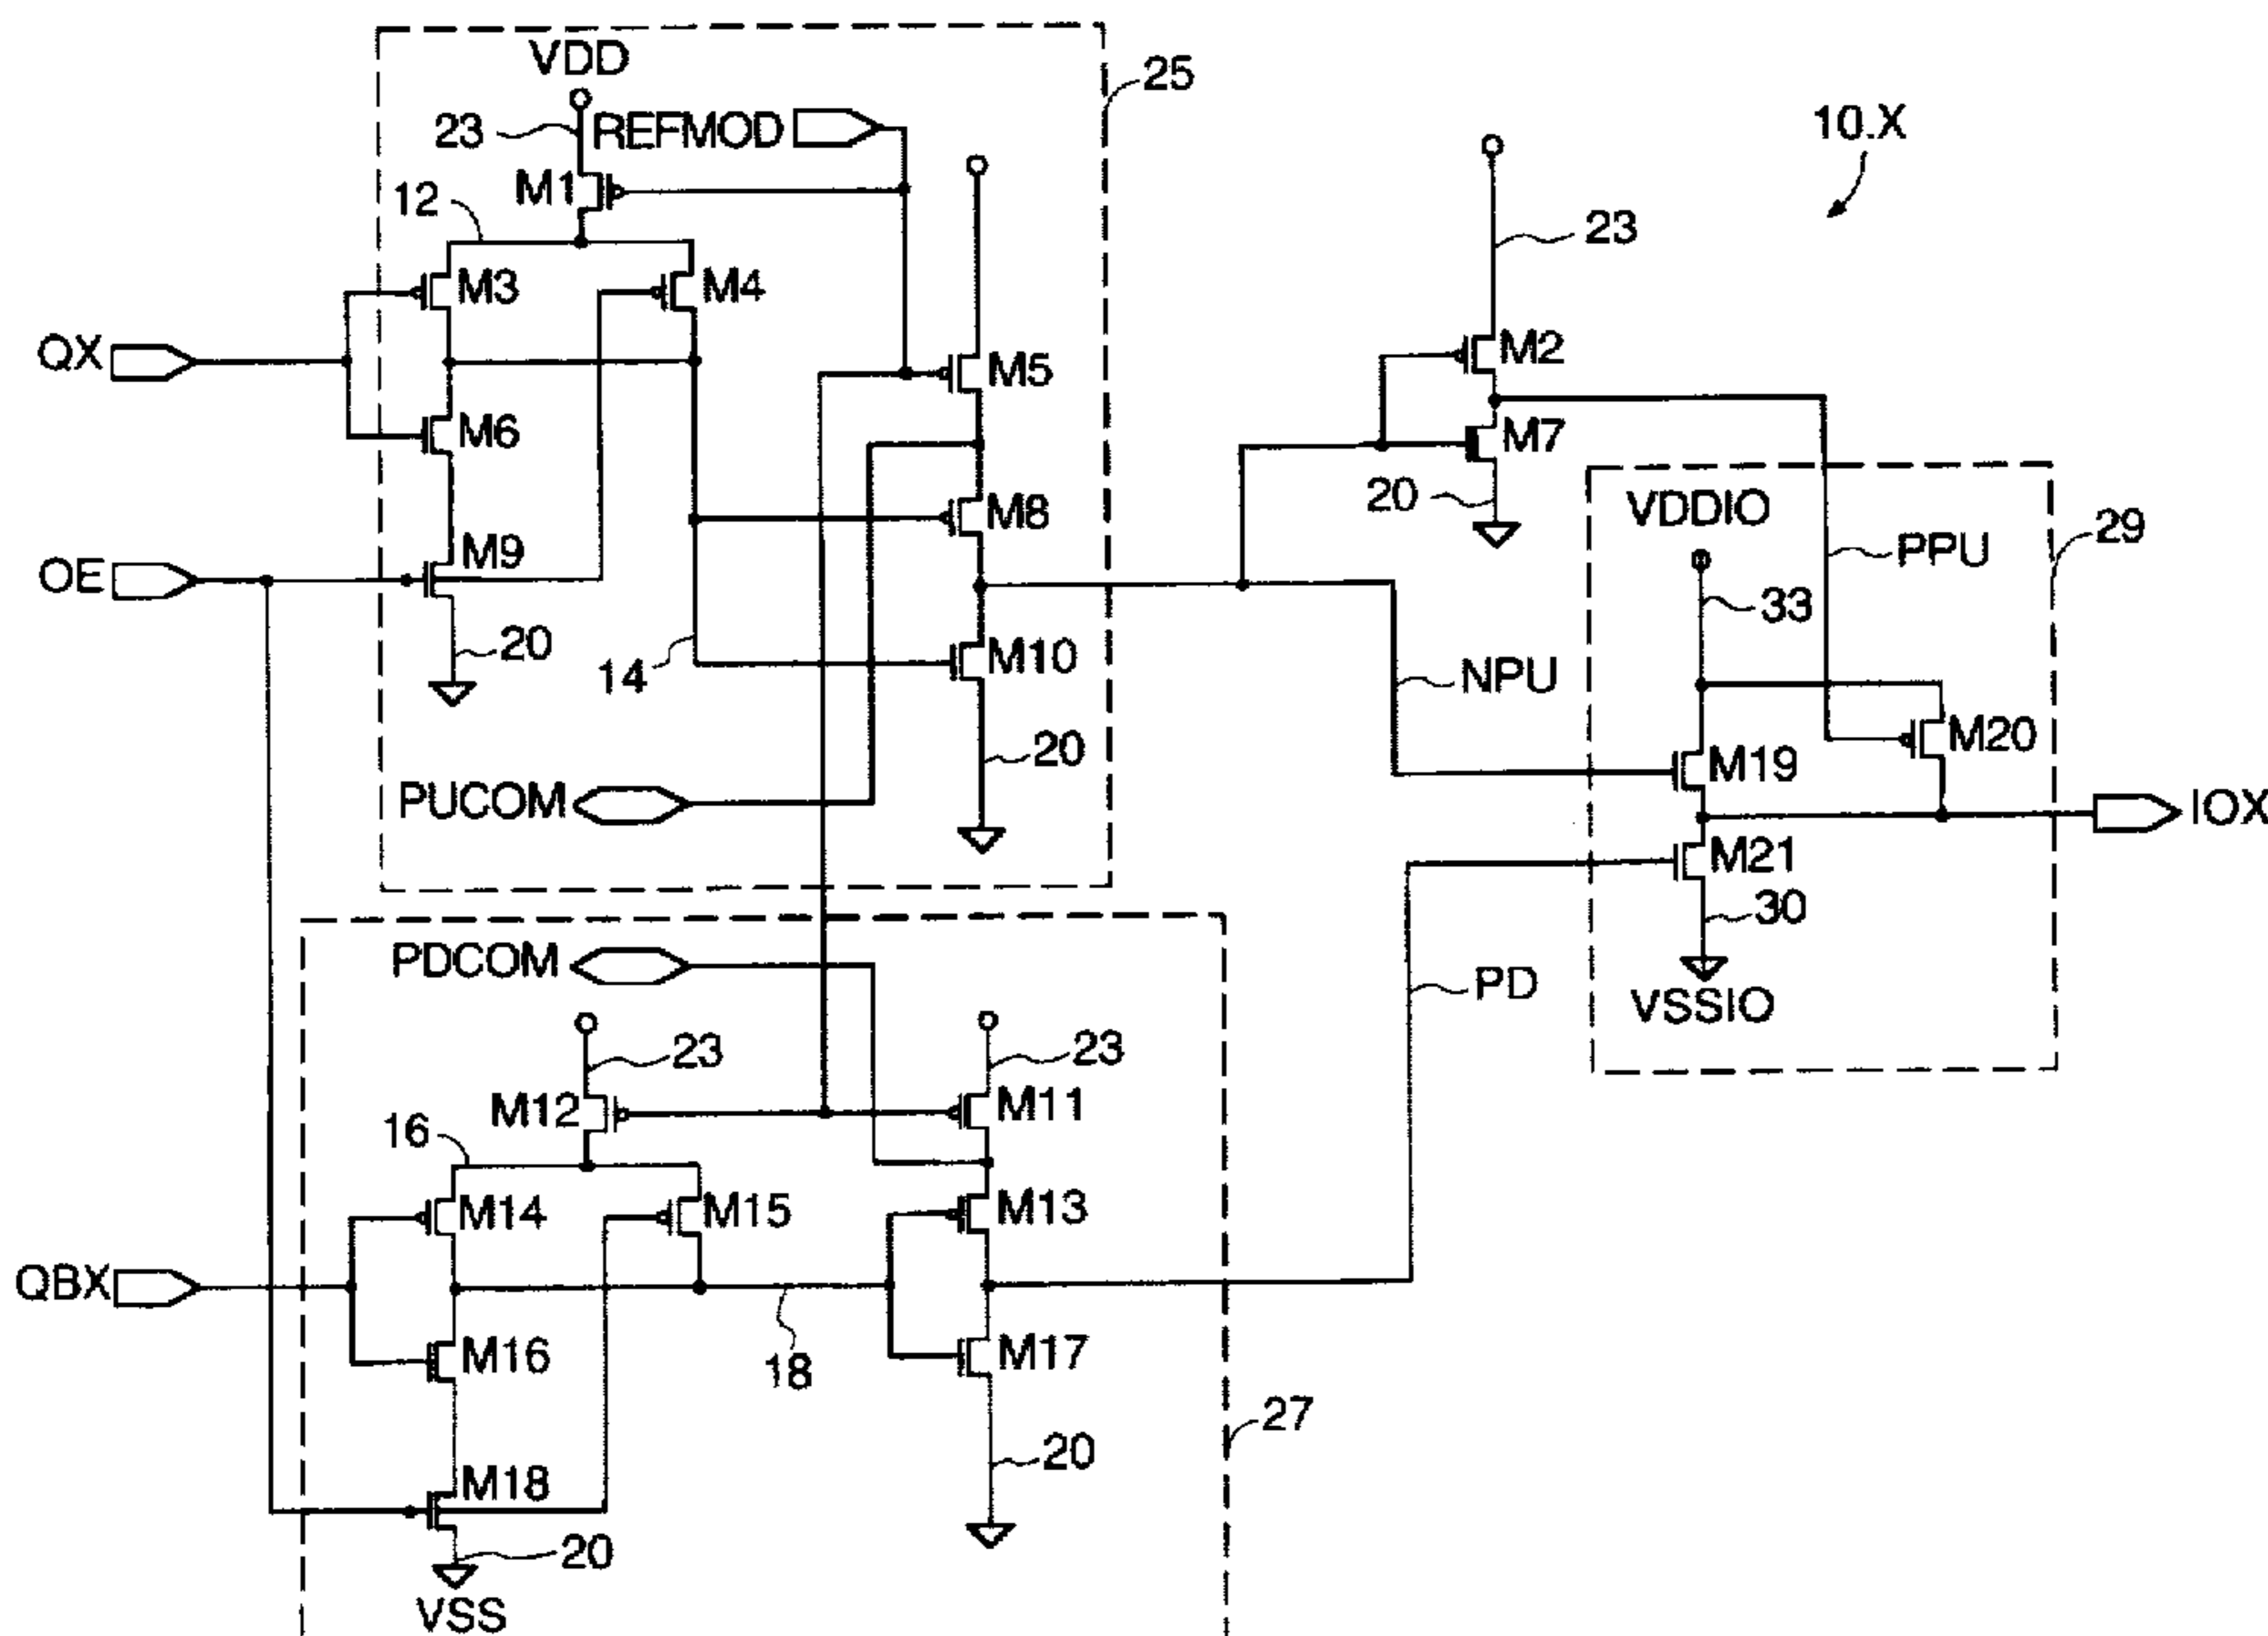 VDD
25
23
REFMOD
10.X
M1
12
23
M3
M4
QX
M5
M2
M6
M7
20
M8
VDDIO
29
M9
PPU
OE
33
20
14
M10
NPU
20
M19
M20
PUCOM
IOX
M21
30
PDCOM
PD
VSSIO
23
23
M12
M11
16
M14
M15
M13
QBX
M16
18
M17
27
20
M18
20
VSS